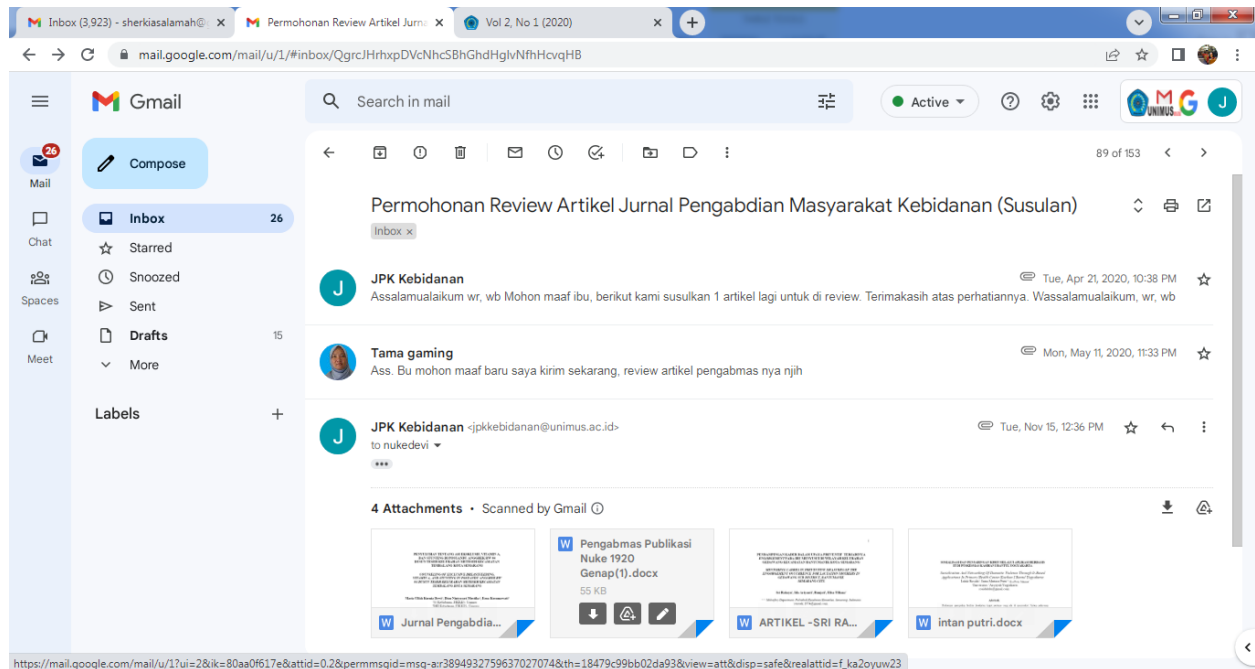 Inbox (3,923) - sherkiasalamah@
Permohonan Review Artikel Jurna
Vol 2, No 1 (2020)
mail.google.com/mail/u/1/#inbox/QgrcJHrhxpDVcNhcSBhGhdHglvNfhHcvqHB
Gmail
Search in mail
Active
UNIMUS
G
J
26
Mail
Chat
Spaces
Meet
Compose
Inbox 26
Starred
Snoozed
Sent
Drafts 15
More
Labels
89 of 153
Permohonan Review Artikel Jurnal Pengabdian Masyarakat Kebidanan (Susulan)
Inbox ×
J
JPK Kebidanan
Tue, Apr 21, 2020, 10:38 PM
Assalamualaikum wr, wb Mohon maaf ibu, berikut kami susulkan 1 artikel lagi untuk di review. Terimakasih atas perhatiannya. Wassalamualaikum, wr, wb
Tama gaming
Mon, May 11, 2020, 11:33 PM
Ass. Bu mohon maaf baru saya kirim sekarang, review artikel pengabmas nya njih
J
JPK Kebidanan <jpkkebidanan@unimus.ac.id>
Tue, Nov 15, 12:36 PM
to nukedevi
4 Attachments • Scanned by Gmail
W Jurnal Pengabdia...
W Pengabmas Publikasi
Nuke 1920
Genap(1).docx
55 KB
W ARTIKEL -SRI RA...
W intan putri.docx
https://mail.google.com/mail/u/1?ui=2&ik=80aa0f617e&attid=0.2&permmsgid=msg-a:r3894932759637027074&th=18479c99bb02da93&view=att&disp=safe&realattid=f_ka2oyuw23